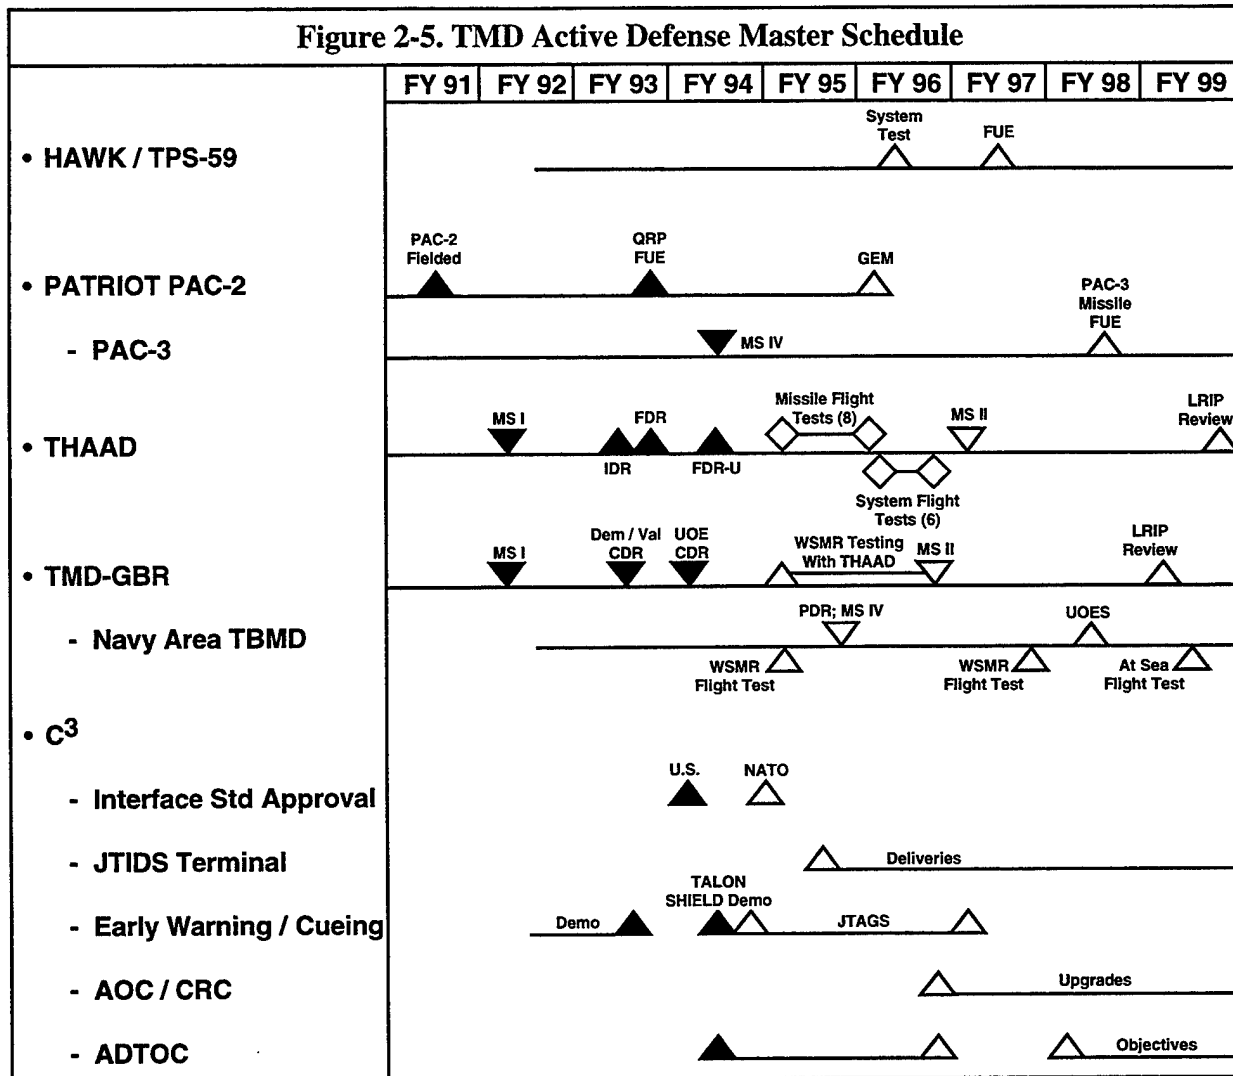 Figure 2-5. TMD Active Defense Master Schedule
FY 91 FY 92 FY 93 FY 94 FY 95 FY 96 FY 97 FY 98 FY 99
• HAWK / TPS-59
System
Test
FUE
• PATRIOT PAC-2
PAC-2
Fielded
QRP
FUE
GEM
- PAC-3
MS IV
PAC-3
Missile
FUE
• THAAD
MS I
IDR
FDR
FDR-U
Missile Flight
Tests (8)
System Flight
Tests (6)
MS II
LRIP
Review
• TMD-GBR
MS I
Dem / Val
CDR
UOE
CDR
WSMR Testing
With THAAD
MS II
LRIP
Review
- Navy Area TBMD
WSMR
Flight Test
PDR; MS IV
WSMR
Flight Test
UOES
At Sea
Flight Test
• C3
- Interface Std Approval
U.S.
NATO
- JTIDS Terminal
Deliveries
- Early Warning / Cueing
Demo
TALON
SHIELD Demo
JTAGS
- AOC / CRC
Upgrades
- ADTOC
Objectives